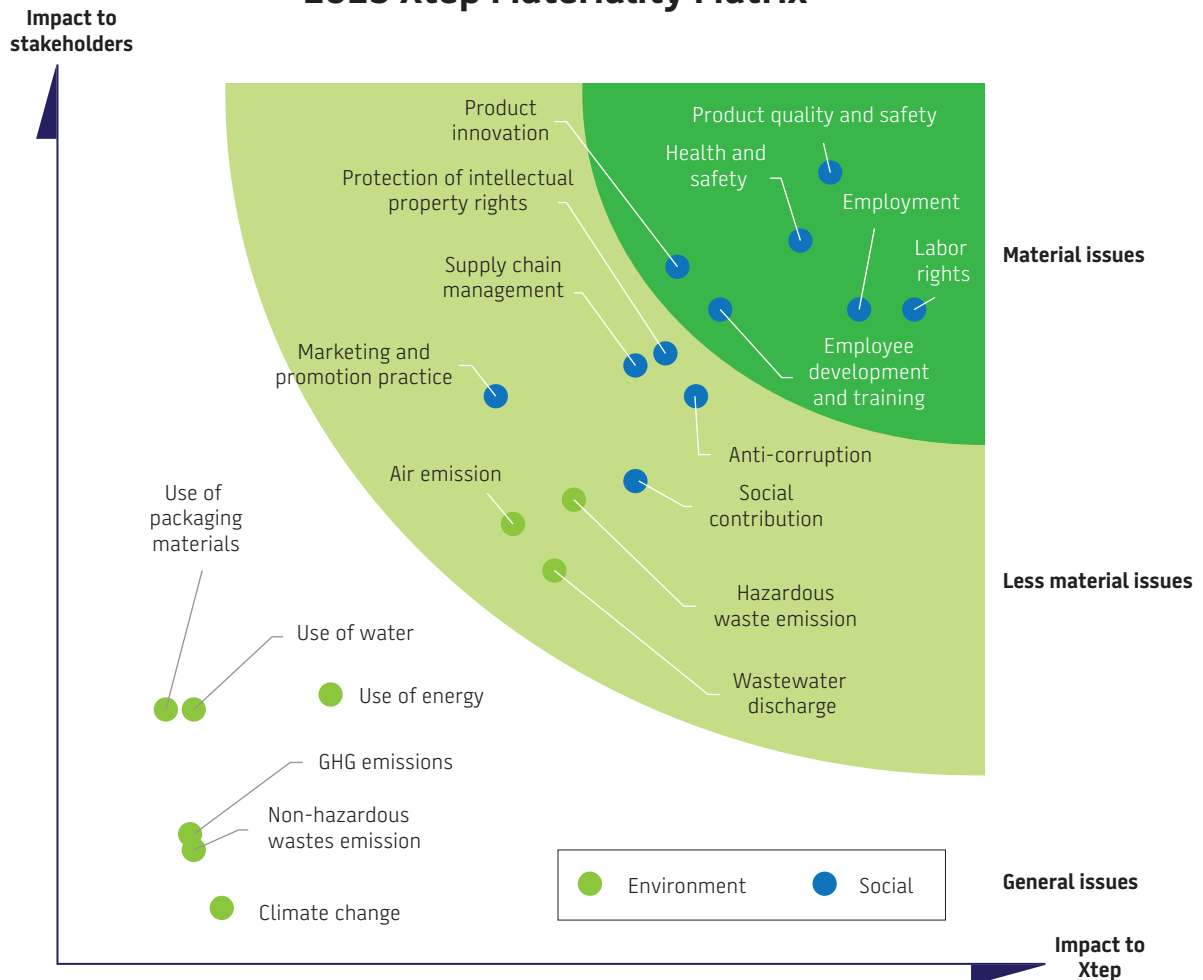 Xtep Materiality Matrix
Impact to
stakeholders
Product
innovation
Product quality and safety
Health and
safety
Protection of intellectual
property rights
Employment
Labor
rights
Material issues
Supply chain
management
Marketing and
promotion practice
Employee
development
and training
Anti-corruption
Air emission
Social
contribution
Use of
packaging
materials
Less material issues
Hazardous
waste emission
Use of water
Wastewater
discharge
Use of energy
GHG emissions
Non-hazardous
wastes emission
Environment
Social
General issues
Climate change
Impact to
Xtep